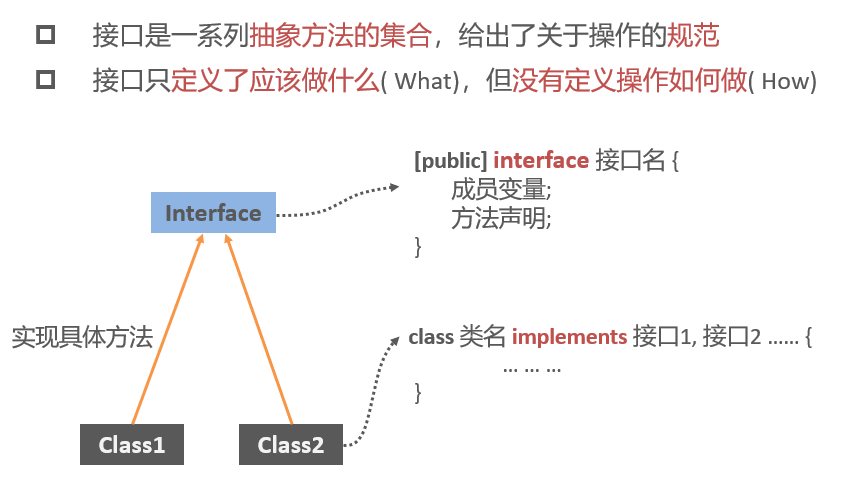 接口是一系列抽象方法的集合，给出了关于操作的规范
接口只定义了应该做什么( What)，但没有定义操作如何做( How)
[public] interface 接口名 {
成员变量;
方法声明;
}
Interface
实现具体方法
class 类名 implements 接口1, 接口2 …… {
… … …
}
Class1
Class2